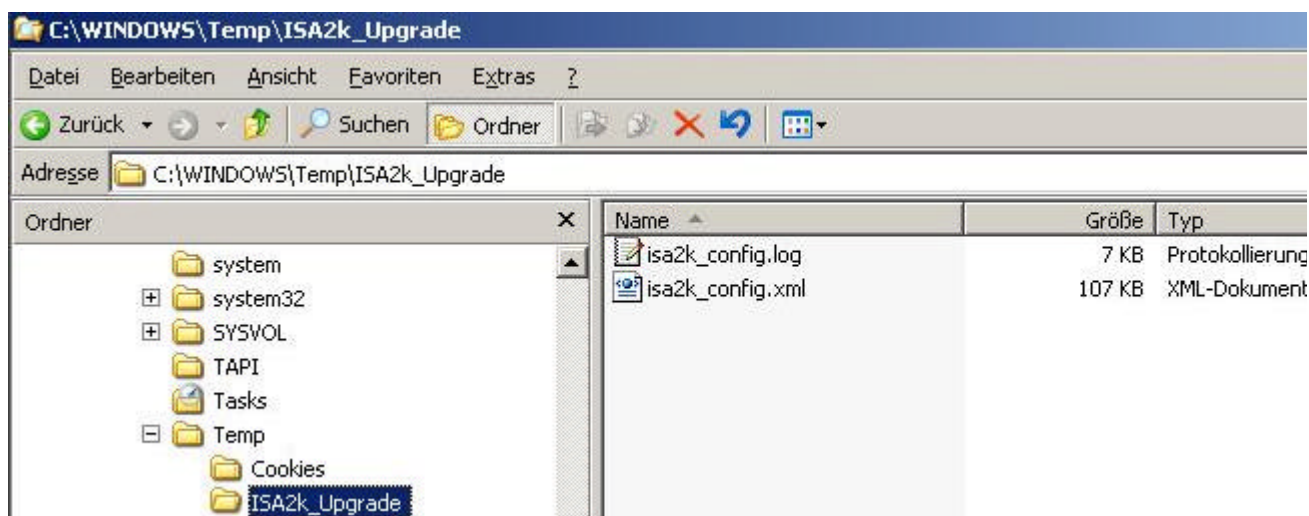 C:\WINDOWS\Temp\ISA2k_Upgrade
Datei Bearbeiten Ansicht Favoriten Extras ?
Zurück Suchen Ordner
Adresse C:\WINDOWS\Temp\ISA2k_Upgrade
Ordner
system
system32
SYSVOL
TAPI
Tasks
Temp
Cookies
ISA2k_Upgrade
Name Größe Typ
isa2k_config.log 7 KB Protokollierung
isa2k_config.xml 107 KB XML-Dokument